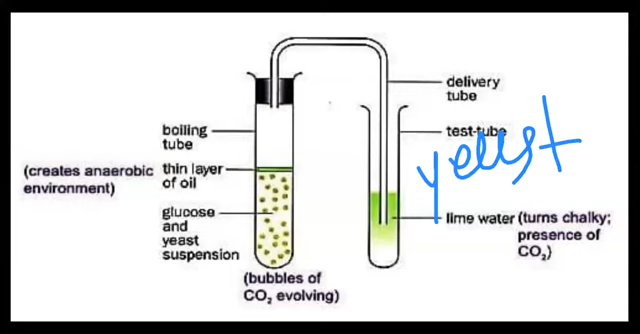 delivery
tube
boiling
tube
test-tube
yeust
(creates anaerobic
environment)
thin layer
of oil
glucose
and
yeast
suspension
lime water (turns chalky;
presence of
CO₂)
(bubbles of
CO₂ evolving)